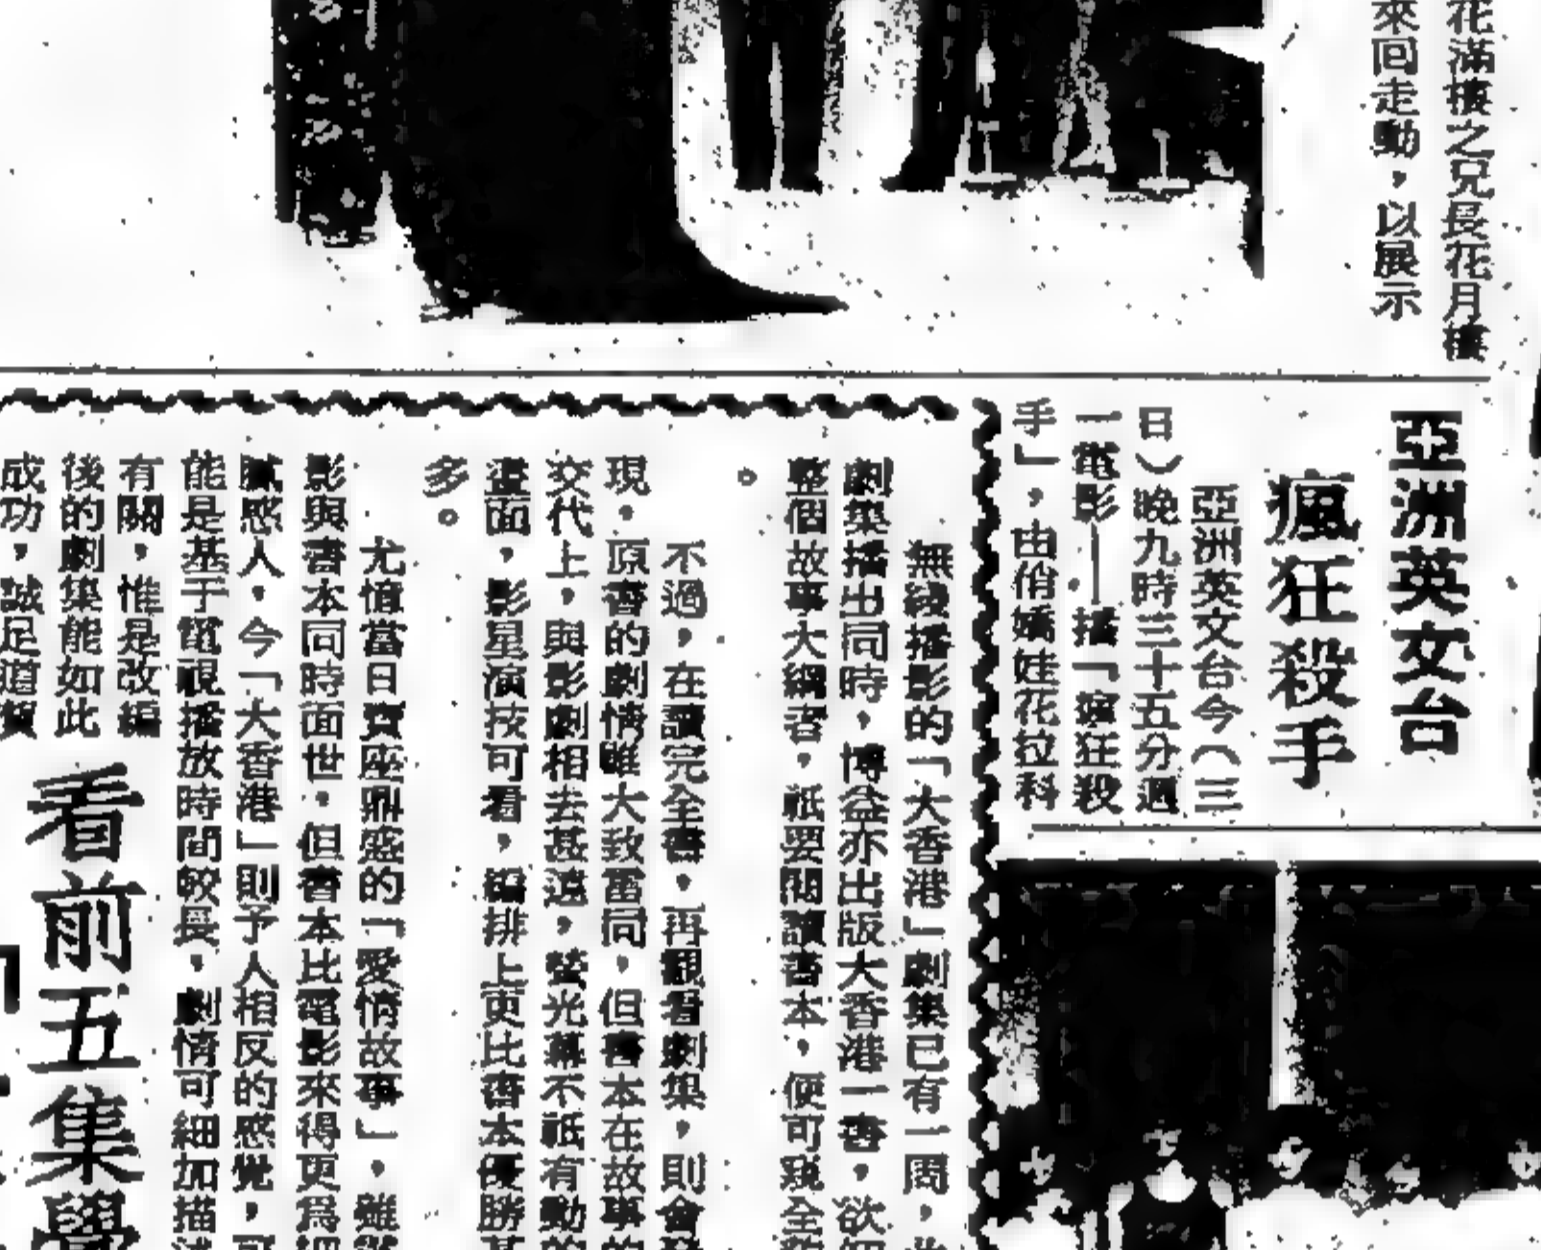 花滿樓之兄長花月樓
來回走動，以展示
亞洲英文台
瘋狂殺手
亞洲英文台今（三
日）晚九時三十五分週
一電影——播「瘋狂殺
手」，由俏嬌娃花拉科
無綫播影的「大香港」劇集已有一周，
劇集播出同時，博益亦出版大香港一書，欲
整個故事大綱者，祇要閱讀書本，便可窺全
。
不過，在讀完全書，再觀看劇集，則會
現。原書的劇情雖大致雷同，但書本在故事的
交代上，與影劇相去甚遠，螢光幕不祇有動的
畫面，影星演技可看，編排上更比書本優勝甚
多。
尤憶當日賣座鼎盛的「愛情故事」，雖
影與書本同時面世。但書本比電影來得更爲
膩感人。今「大香港」則予人相反的感覺，可
能是基于電視播放時間較長，劇情可細加描
有關，惟是改編
後的劇集能如此
成功，誠足道賀
看前五集